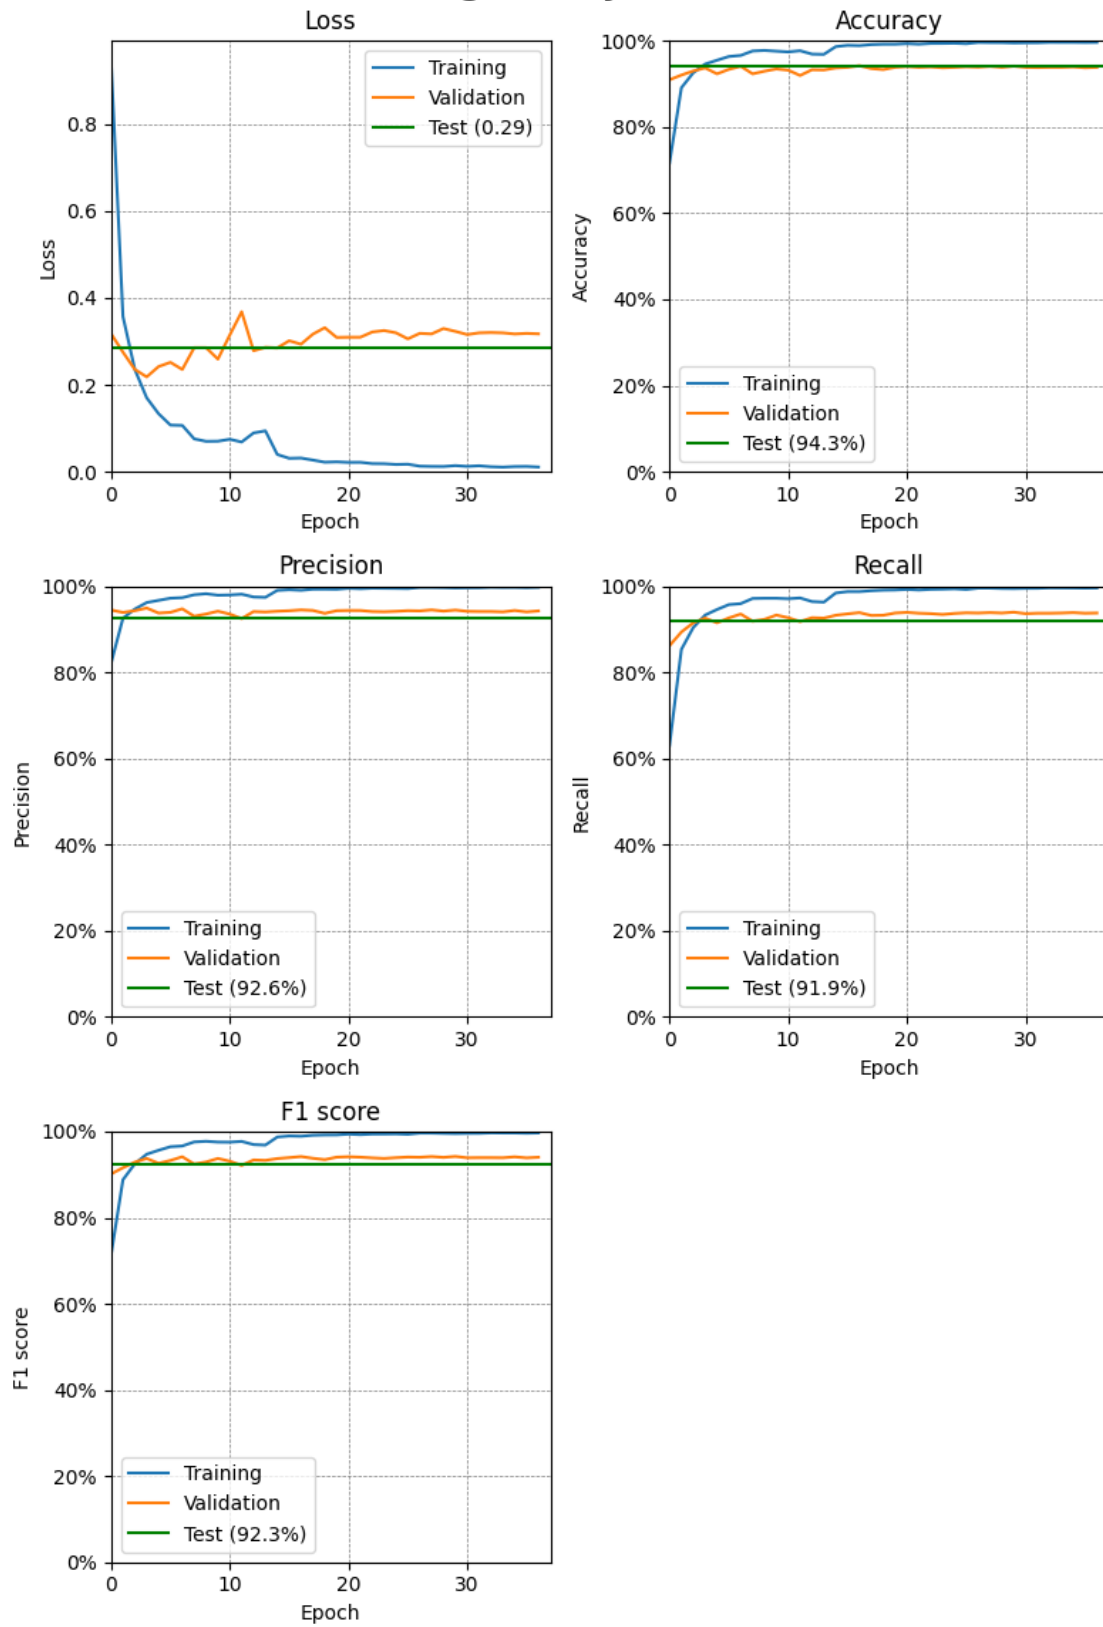 Loss
0.8
0.6
0.4
0.2
0.0
0
10
20
30
Loss
Epoch
Training
Validation
Test (0.29)
Accuracy
100%
80%
60%
40%
20%
0%
0
10
20
30
Accuracy
Epoch
Training
Validation
Test (94.3%)
Precision
100%
80%
60%
40%
20%
0%
0
10
20
30
Precision
Epoch
Training
Validation
Test (92.6%)
Recall
100%
80%
60%
40%
20%
0%
0
10
20
30
Recall
Epoch
Training
Validation
Test (91.9%)
F1 score
100%
80%
60%
40%
20%
0%
0
10
20
30
F1 score
Epoch
Training
Validation
Test (92.3%)